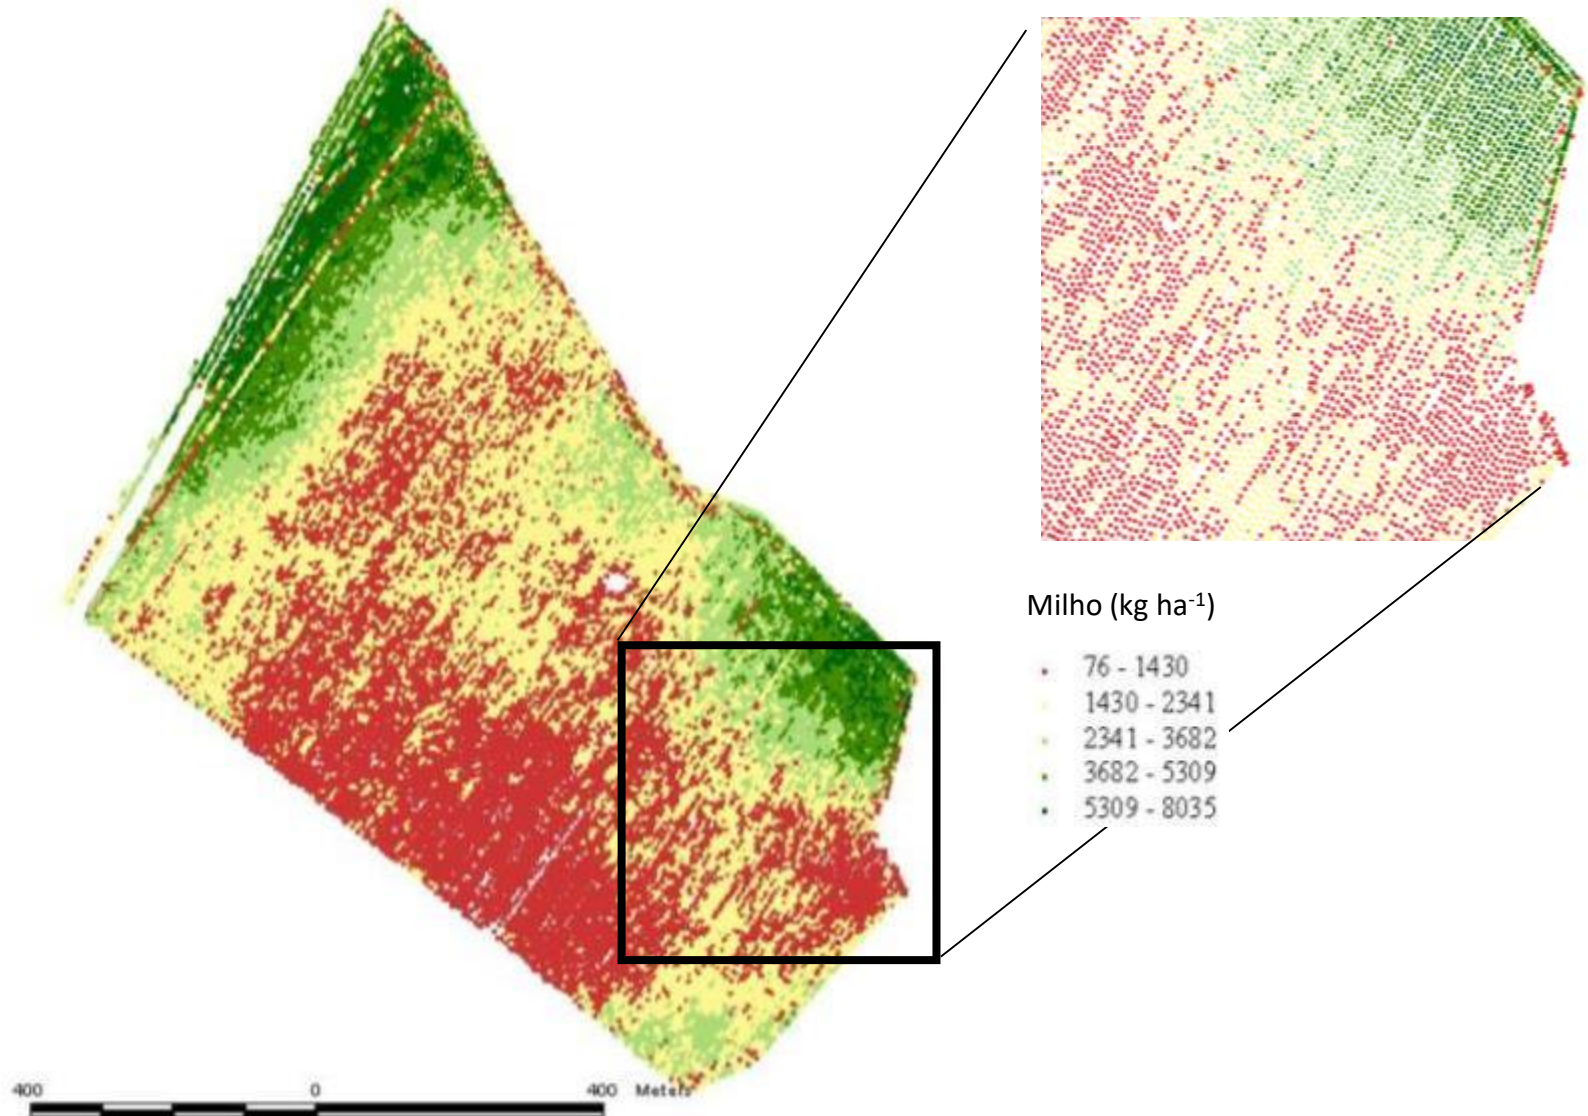 Milho (kg ha-1)
76 - 1430
1430 - 2341
2341 - 3682
3682 - 5309
5309 - 8035
400 0 400 Meters